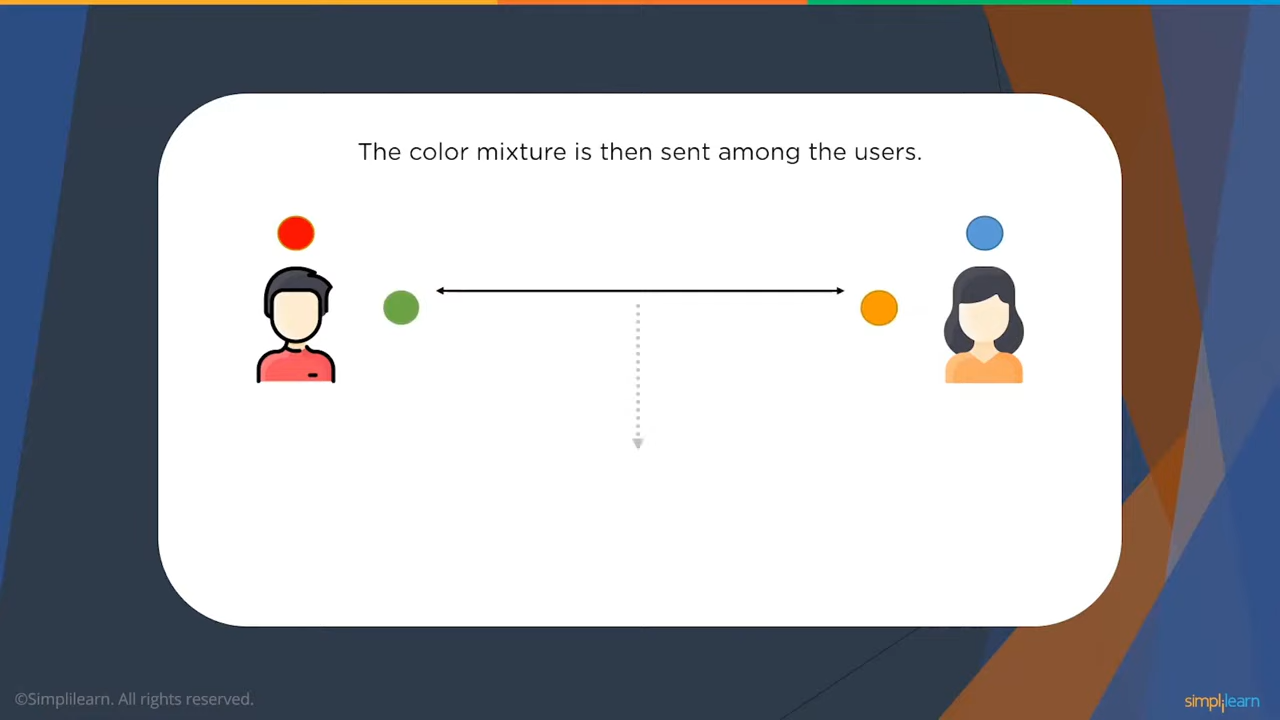 The color mixture is then sent among the users.
©Simplilearn. All rights reserved.
simplilearn